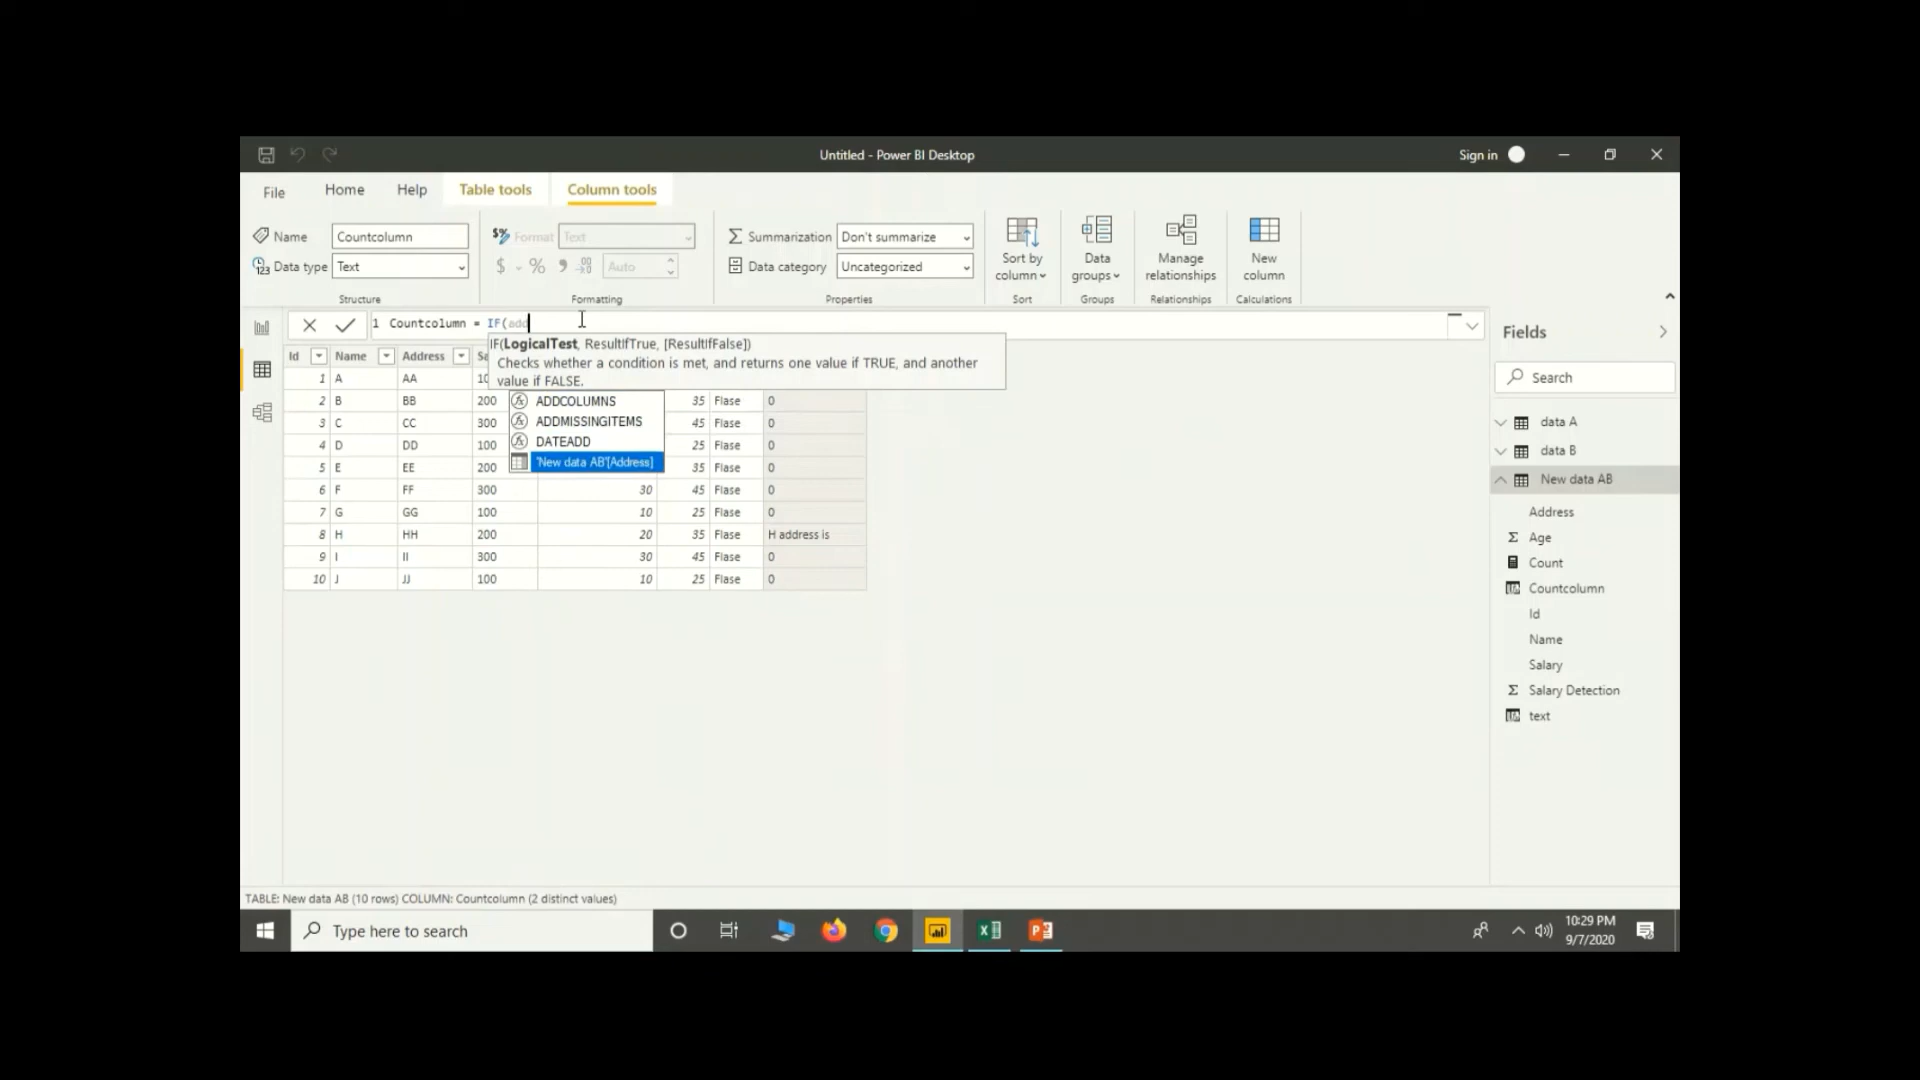 Untitled - Power BI Desktop
Sign in
File Home Help Table tools Column tools
Name Countcolumn
Data type Text
Structure
Format Text
$ % Auto
Formatting
Summarization Don't summarize
Data category Uncategorized
Properties
Sort by column
Sort
Data groups
Groups
Manage relationships
Relationships
New column
Calculations
1 Countcolumn = IF(add
IF(LogicalTest, ResultIfTrue, [ResultIfFalse])
Checks whether a condition is met, and returns one value if TRUE, and another
value if FALSE.
ADDCOLUMNS
ADDMISSINGITEMS
DATEADD
'New data AB'[Address]
Id Name Address
1 A AA
2 B BB 200 35 Flase 0
3 C CC 300 45 Flase 0
4 D DD 100 25 Flase 0
5 E EE 200 35 Flase 0
6 F FF 300 30 45 Flase 0
7 G GG 100 10 25 Flase 0
8 H HH 200 20 35 Flase H address is
9 I II 300 30 45 Flase 0
10 J JJ 100 10 25 Flase 0
Fields
Search
data A
data B
New data AB
Address
Age
Count
Countcolumn
Id
Name
Salary
Salary Detection
text
TABLE: New data AB (10 rows) COLUMN: Countcolumn (2 distinct values)
Type here to search
10:29 PM
9/7/2020